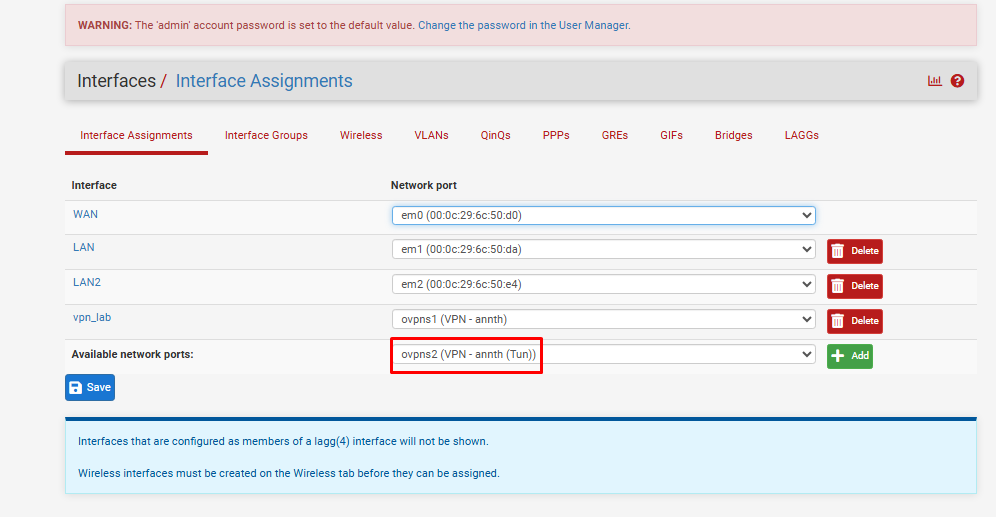 WARNING: The 'admin' account password is set to the default value. Change the password in the User Manager.
Interfaces / Interface Assignments
Interface Assignments Interface Groups Wireless VLANs QinQs PPPs GREs GIFs Bridges LAGGs
Interface Network port
WAN em0 (00:0c:29:6c:50:d0)
LAN em1 (00:0c:29:6c:50:da) Delete
LAN2 em2 (00:0c:29:6c:50:e4) Delete
vpn_lab ovpns1 (VPN - annth) Delete
Available network ports: ovpns2 (VPN - annth (Tun)) Add
Save
Interfaces that are configured as members of a lagg(4) interface will not be shown.
Wireless interfaces must be created on the Wireless tab before they can be assigned.